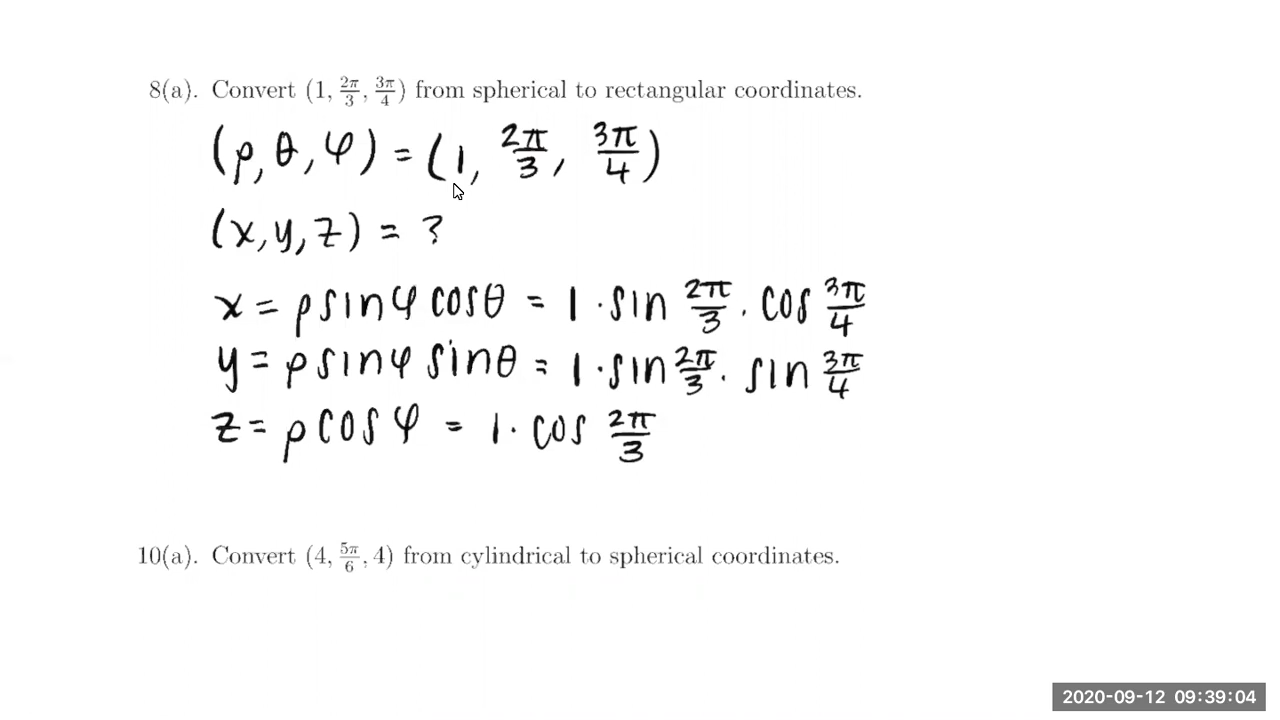 8(a). Convert (1, 2π/3, 3π/4) from spherical to rectangular coordinates.
(ρ, θ, φ) = (1, 2π/3, 3π/4)
(x, y, z) = ?
x = ρ sin φ cos θ = 1 · sin 2π/3 · cos 3π/4
y = ρ sin φ sin θ = 1 · sin 2π/3 · sin 3π/4
z = ρ cos φ = 1 · cos 2π/3
10(a). Convert (4, 5π/6, 4) from cylindrical to spherical coordinates.
2020-09-12 09:39:04